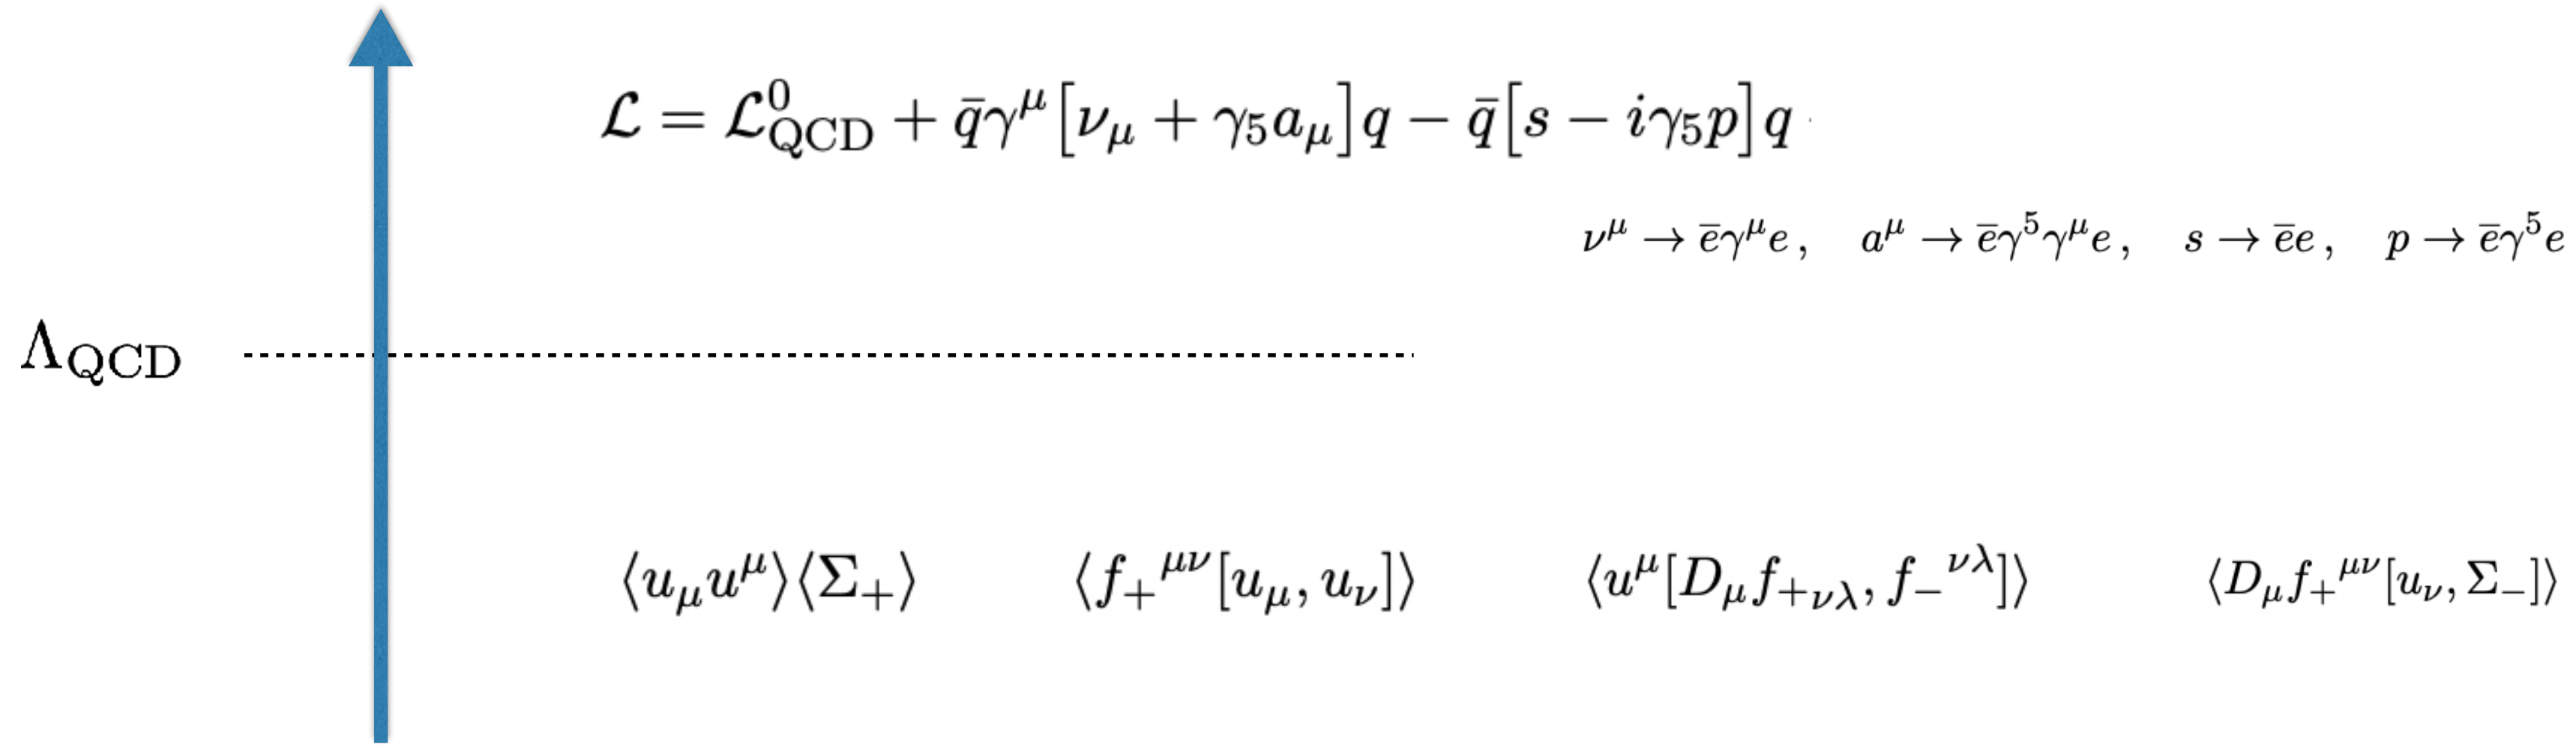 ℒ = ℒ⁰_QCD + q̄γ^μ[ν_μ + γ₅a_μ]q − q̄[s − iγ₅p]q
ν^μ → ēγ^μe , a^μ → ēγ⁵γ^μe , s → ēe , p → ēγ⁵e
Λ_QCD
⟨u_μu^μ⟩⟨Σ₊⟩ ⟨f₊^{μν}[u_μ, u_ν]⟩ ⟨u^μ[D_μf_{+νλ}, f₋^{νλ}]⟩ ⟨D_μf₊^{μν}[u_ν, Σ₋]⟩